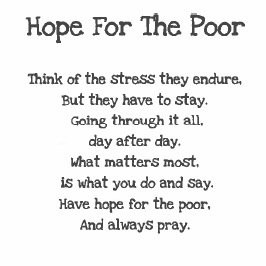 Hope For The Poor
Think of the stress they endure,
But they have to stay.
Going through it all,
day after day.
What matters most,
is what you do and say.
Have hope for the poor,
And always pray.